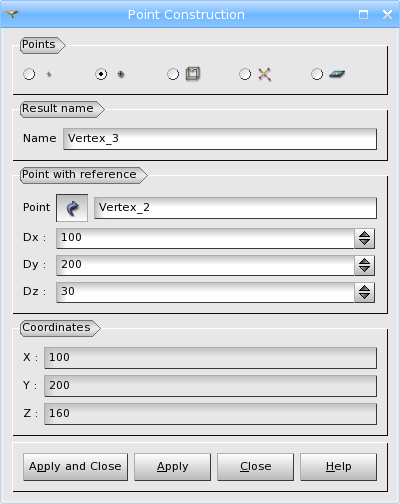 Point Construction
Points
Result name
Name Vertex_3
Point with reference
Point Vertex_2
Dx : 100
Dy : 200
Dz : 30
Coordinates
X : 100
Y : 200
Z : 160
Apply and Close Apply Close Help